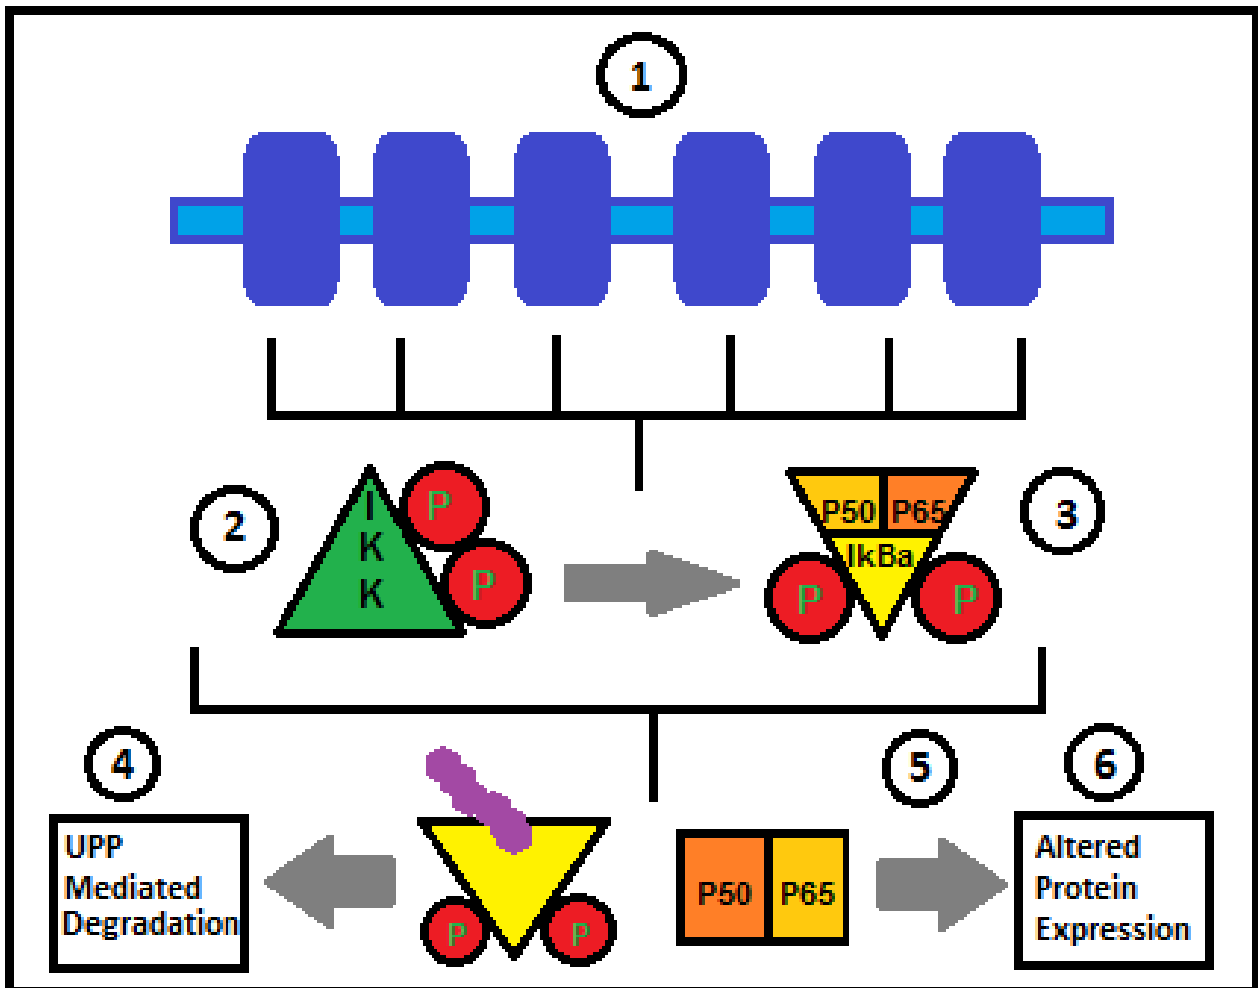 1
2
I
K
K
P
P
P50 P65
IkBa
P
P
3
4
UPP
Mediated
Degradation
P
P
5
P50 P65
6
Altered
Protein
Expression